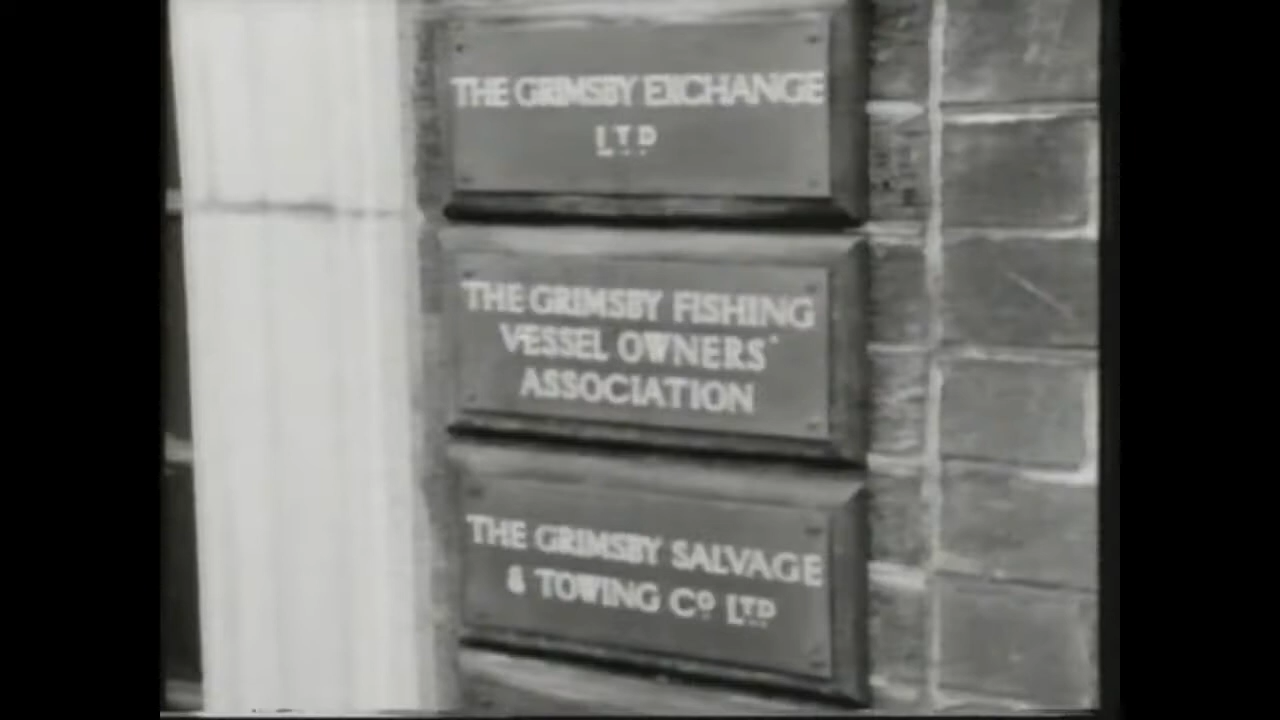 THE GRIMSBY EXCHANGE
LTD
THE GRIMSBY FISHING
VESSEL OWNERS'
ASSOCIATION
THE GRIMSBY SALVAGE
& TOWING CO LTD